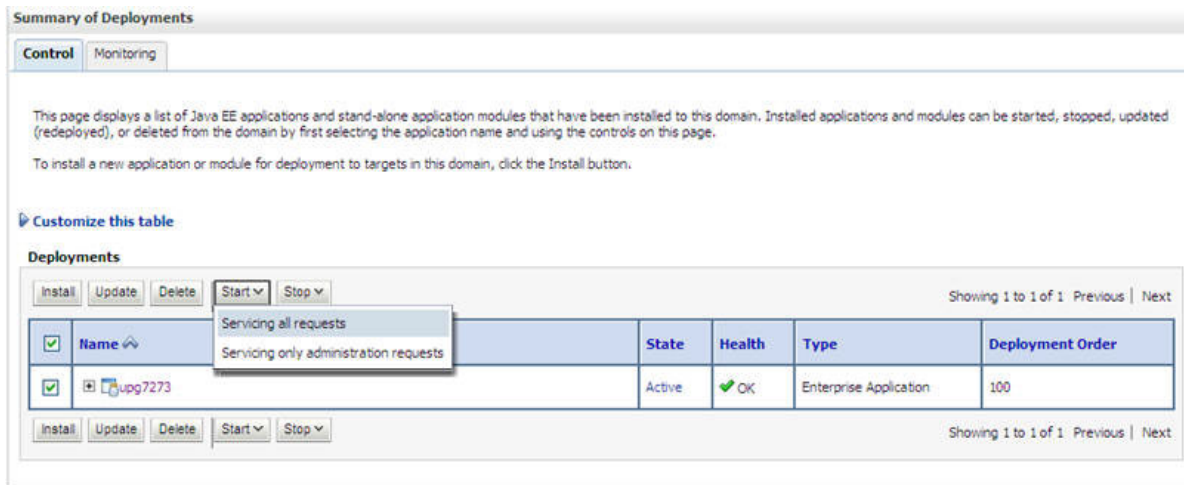 Summary of Deployments
Control Monitoring
This page displays a list of Java EE applications and stand-alone application modules that have been installed to this domain. Installed applications and modules can be started, stopped, updated
(redeployed), or deleted from the domain by first selecting the application name and using the controls on this page.
To install a new application or module for deployment to targets in this domain, click the Install button.
Customize this table
Deployments
Install Update Delete Start Stop Showing 1 to 1 of 1 Previous | Next
Servicing all requests
Servicing only administration requests
Name State Health Type Deployment Order
upg7273 Active OK Enterprise Application 100
Install Update Delete Start Stop Showing 1 to 1 of 1 Previous | Next